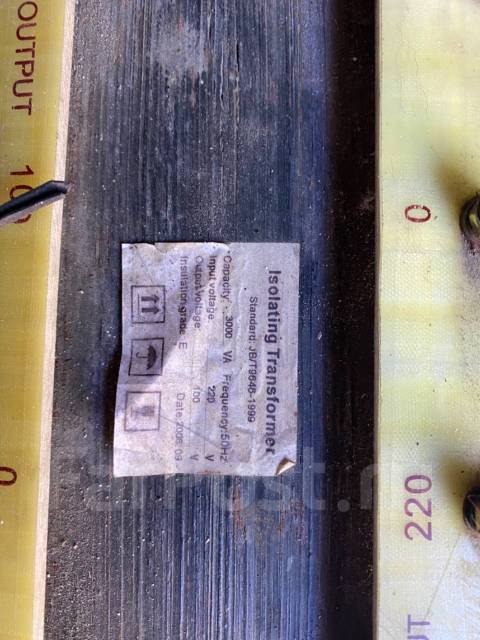 OUTPUT 100
0
Isolating Transformer
Standard. JB/T9648-1999
Capacity: 3000 VA Frequency:50Hz
Input voltage: 220 V
Output voltage: 100 V
Insulation grade: E Date 2006.09
0
220